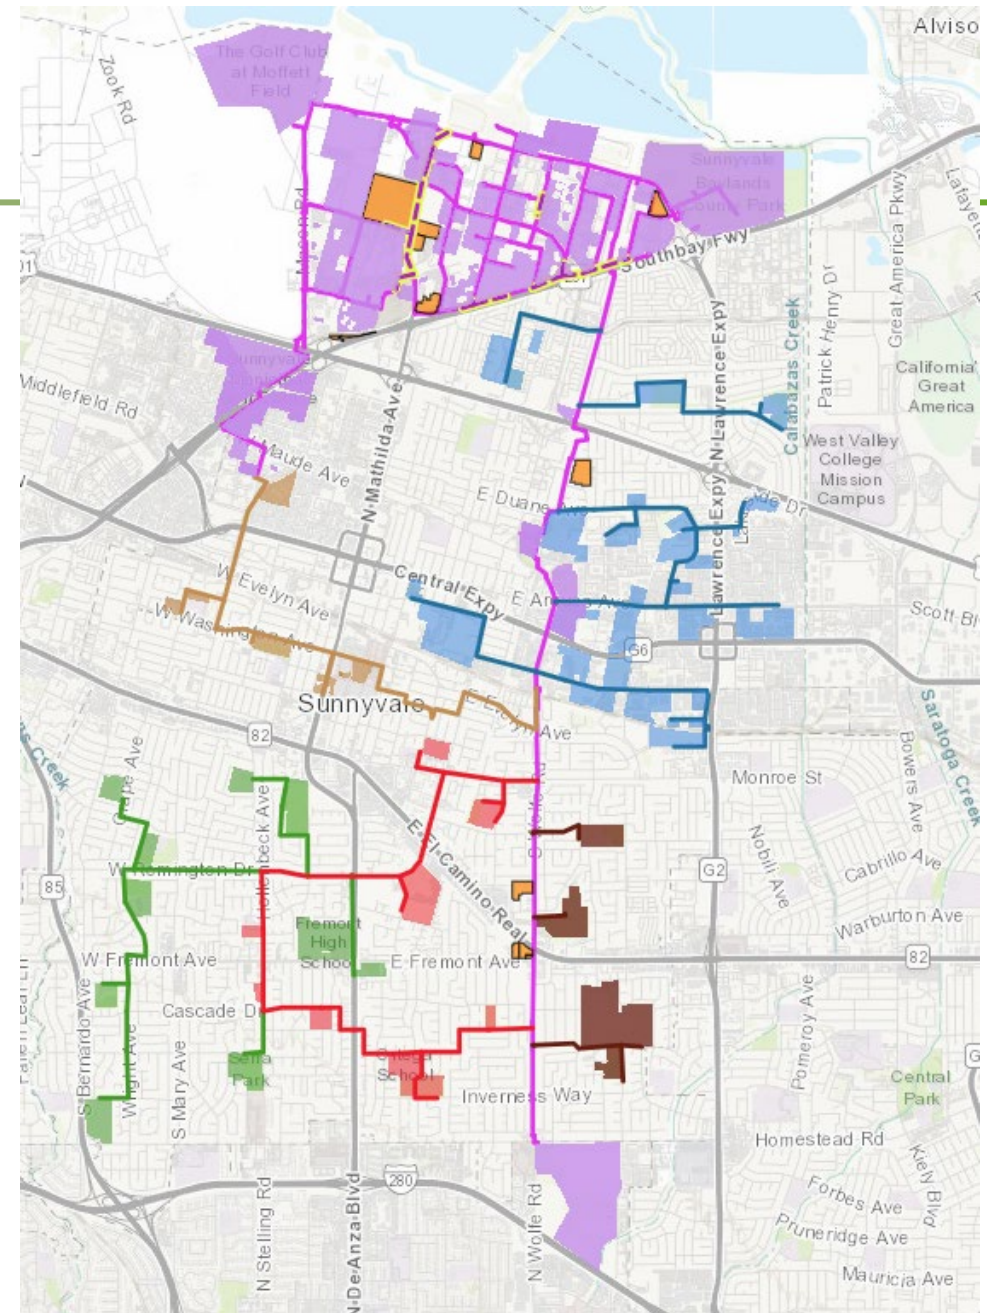 Alviso
The Golf Club
at Moffett
Field
Zook Rd
Sunnyvale
Baylands
County Park
Great America Pkwy
Southbay Fwy
Patrick Henry Dr
Calabazas Creek
N Lawrence Expy
California's
Great
America
Middlefield Rd
W Maude Ave
N Mathilda Ave
West Valley
College
Mission
Campus
E Duane Ave
Central Expy
W Evelyn Ave
E Arques Ave
Lawrence Expy
Scott Bl
W Washington Ave
G6
Sunnyvale
E Evelyn Ave
82
Saratoga Creek
Monroe St
Bowers Ave
S Wolfe Rd
E El Camino Real
Hollenbeck Ave
Nobili Ave
Cabrillo Ave
W Remington Dr
G2
85
Warburton Ave
Fremont
High
School
W Fremont Ave
E Fremont Ave
82
Cascade Dr
S Bernardo Ave
Wright Ave
S Mary Ave
Pomeroy Ave
Serra
Park
Ortega
School
Inverness Way
Central
Park
Homestead Rd
280
Kiely Blvd
N Stelling Rd
N De Anza Blvd
N Wolfe Rd
Forbes Ave
Pruneridge Ave
Mauricia Ave